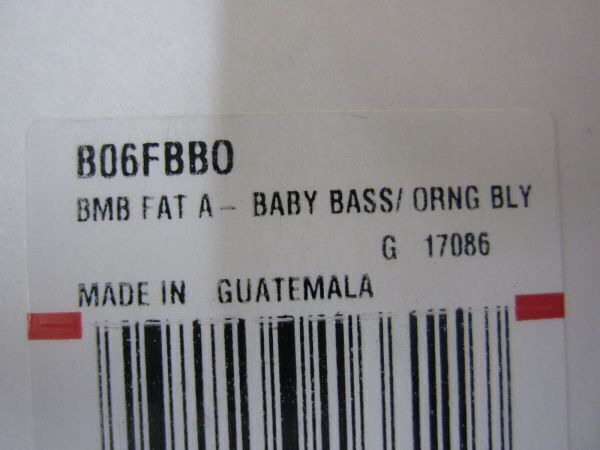 B06FBBO
BMB FAT A- BABY BASS/ ORNG BLY
G 17086
MADE IN GUATEMALA